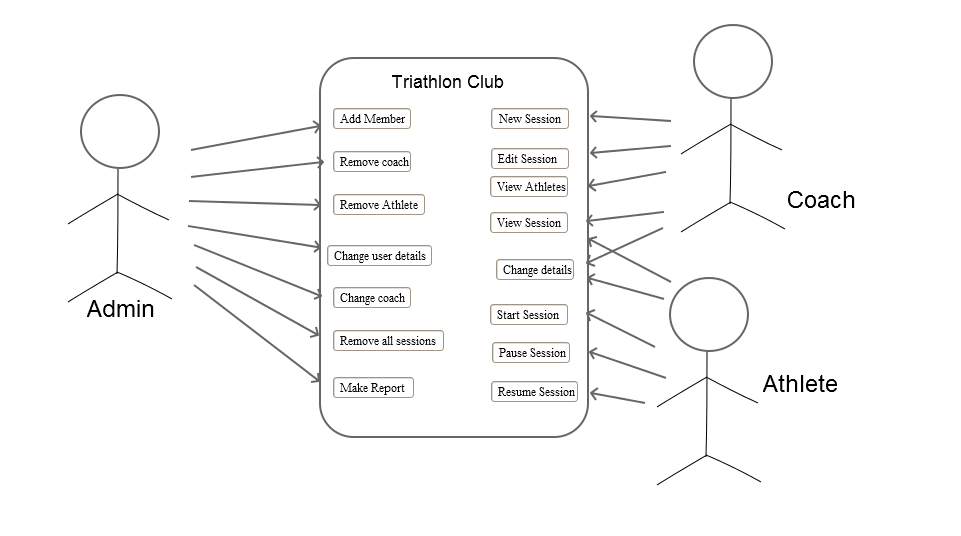 Triathlon Club
Add Member
Remove coach
Remove Athlete
Change user details
Change coach
Remove all sessions
Make Report
New Session
Edit Session
View Athletes
View Session
Change details
Start Session
Pause Session
Resume Session
Admin
Coach
Athlete